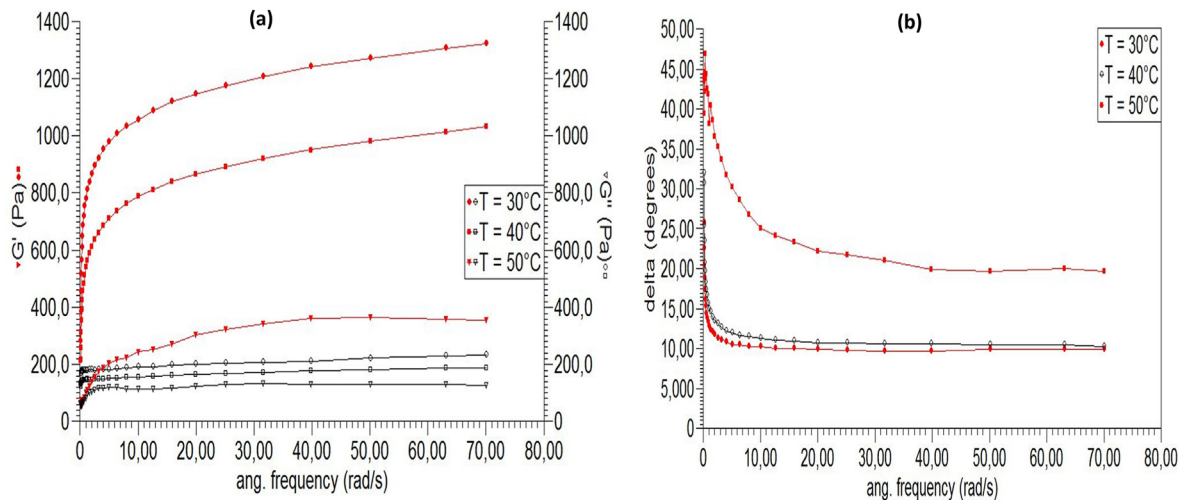 (a)
1400
1200
1000
800,0
600,0
400,0
200,0
0
G' (Pa)
1400
1200
1000
800,0
600,0
400,0
200,0
0
G'' (Pa)
T = 30°C
T = 40°C
T = 50°C
0 10,00 20,00 30,00 40,00 50,00 60,00 70,00 80,00
ang. frequency (rad/s)
(b)
50,00
45,00
40,00
35,00
30,00
25,00
20,00
15,00
10,00
5,000
0
delta (degrees)
T = 30°C
T = 40°C
T = 50°C
0 10,00 20,00 30,00 40,00 50,00 60,00 70,00 80,00
ang. frequency (rad/s)